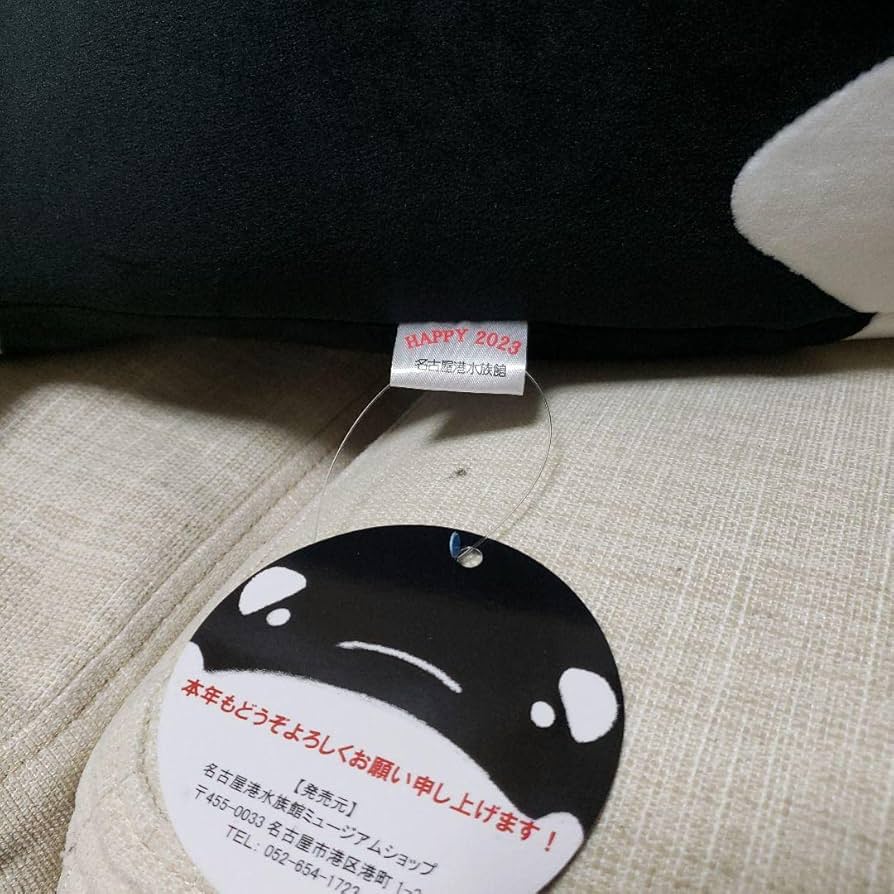 HAPPY 2023
名古屋港水族館
本年もどうぞよろしくお願い申し上げます！
【発売元】
名古屋港水族館ミュージアムショップ
〒455-0033 名古屋市港区港町 1-3
TEL: 052-654-1723